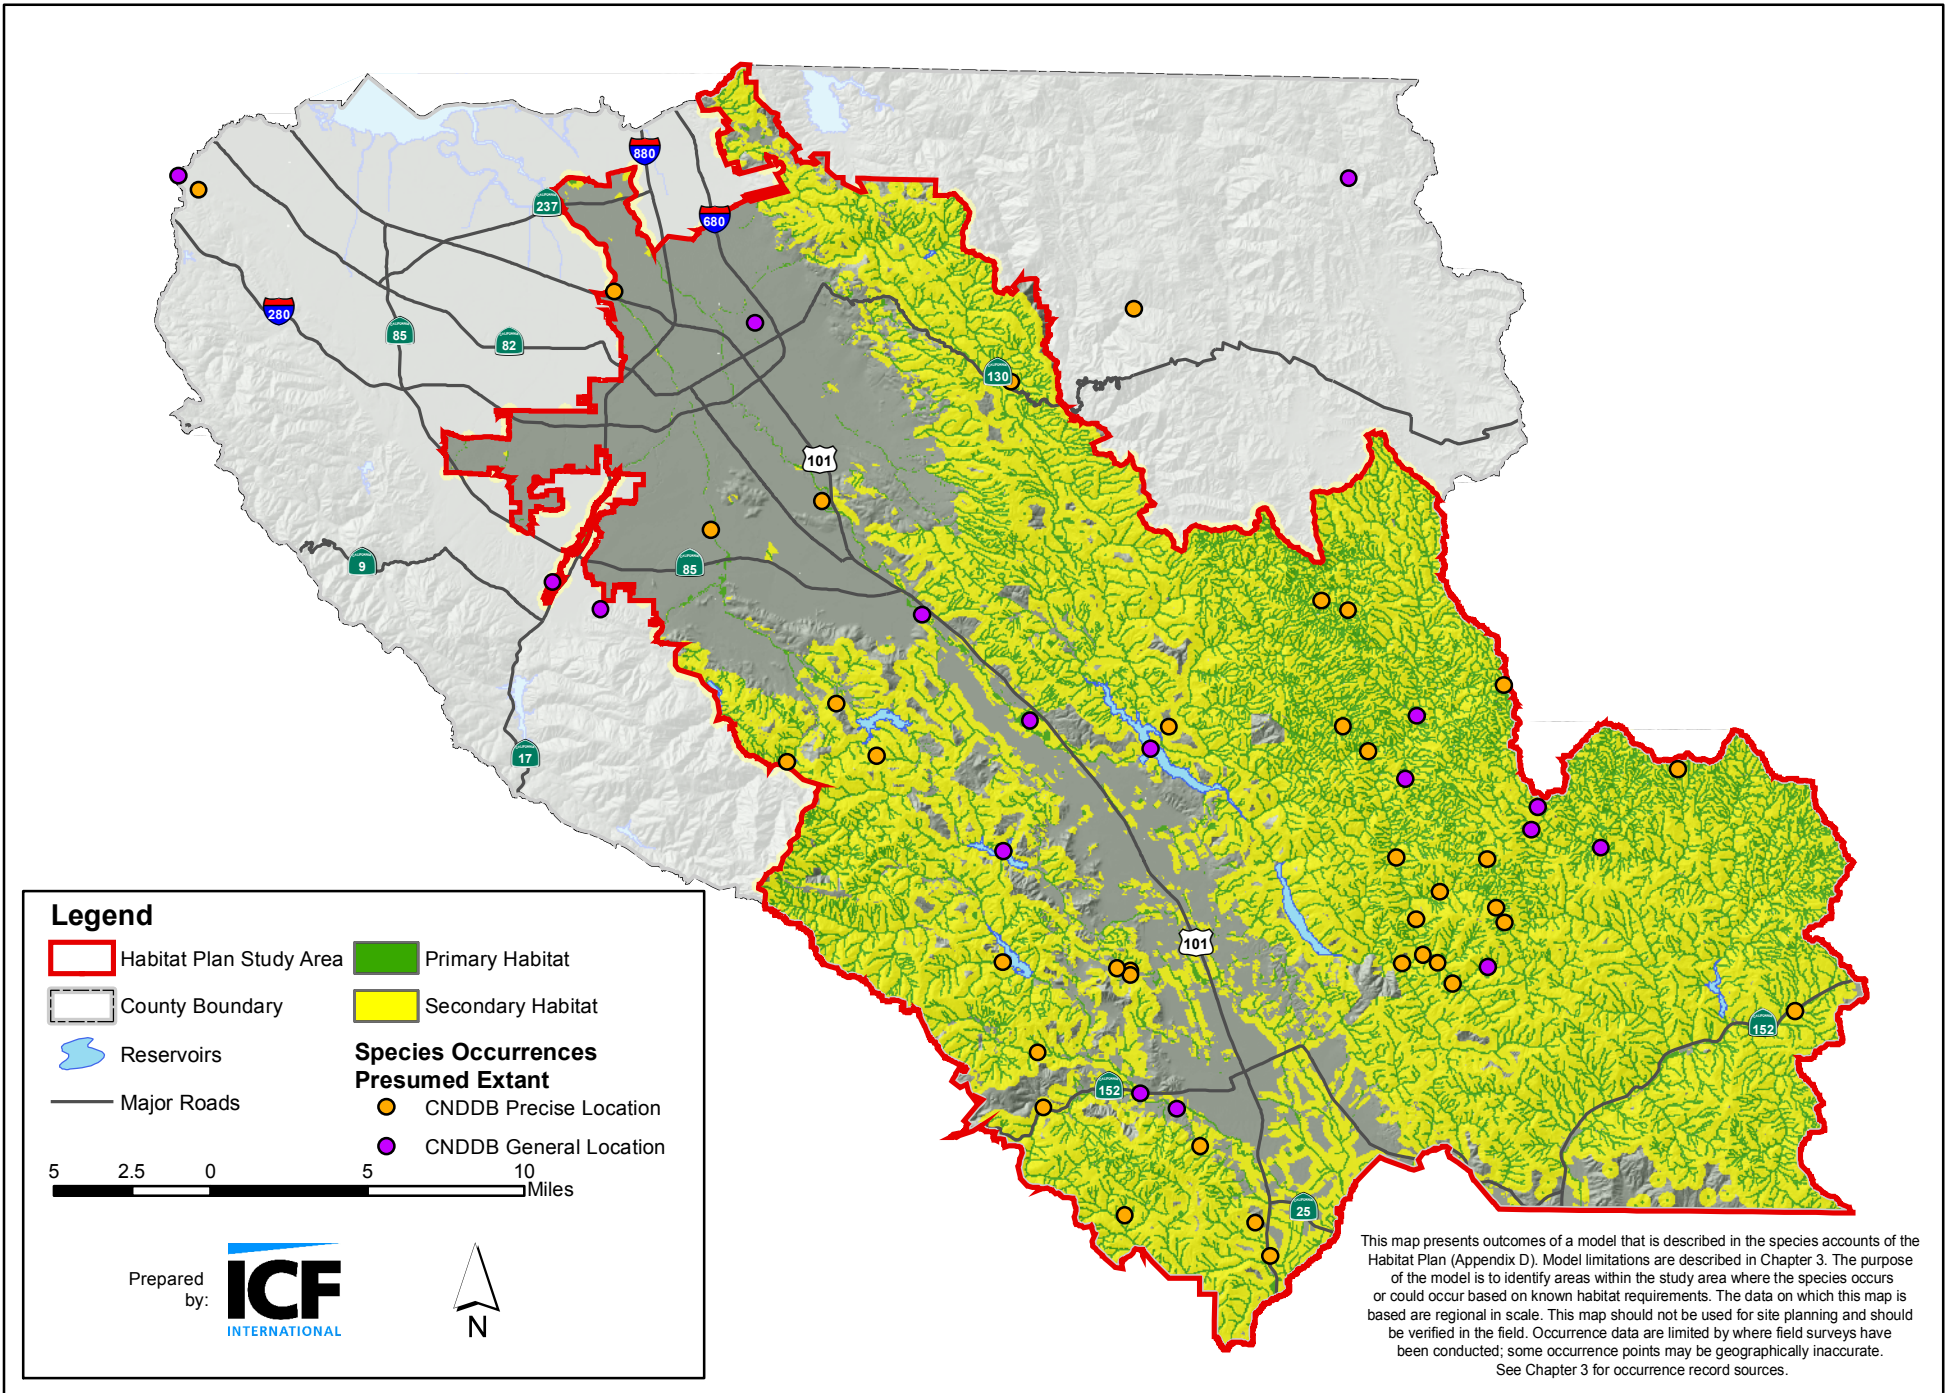 880
237
680
280
85
82
130
101
9
85
17
101
152
152
25
Legend
Habitat Plan Study Area
Primary Habitat
County Boundary
Secondary Habitat
Reservoirs
Species Occurrences
Presumed Extant
Major Roads
CNDDB Precise Location
CNDDB General Location
5 2.5 0 5 10
Miles
Prepared
by:
ICF
INTERNATIONAL
N
This map presents outcomes of a model that is described in the species accounts of the
Habitat Plan (Appendix D). Model limitations are described in Chapter 3. The purpose
of the model is to identify areas within the study area where the species occurs
or could occur based on known habitat requirements. The data on which this map is
based are regional in scale. This map should not be used for site planning and should
be verified in the field. Occurrence data are limited by where field surveys have
been conducted; some occurrence points may be geographically inaccurate.
See Chapter 3 for occurrence record sources.